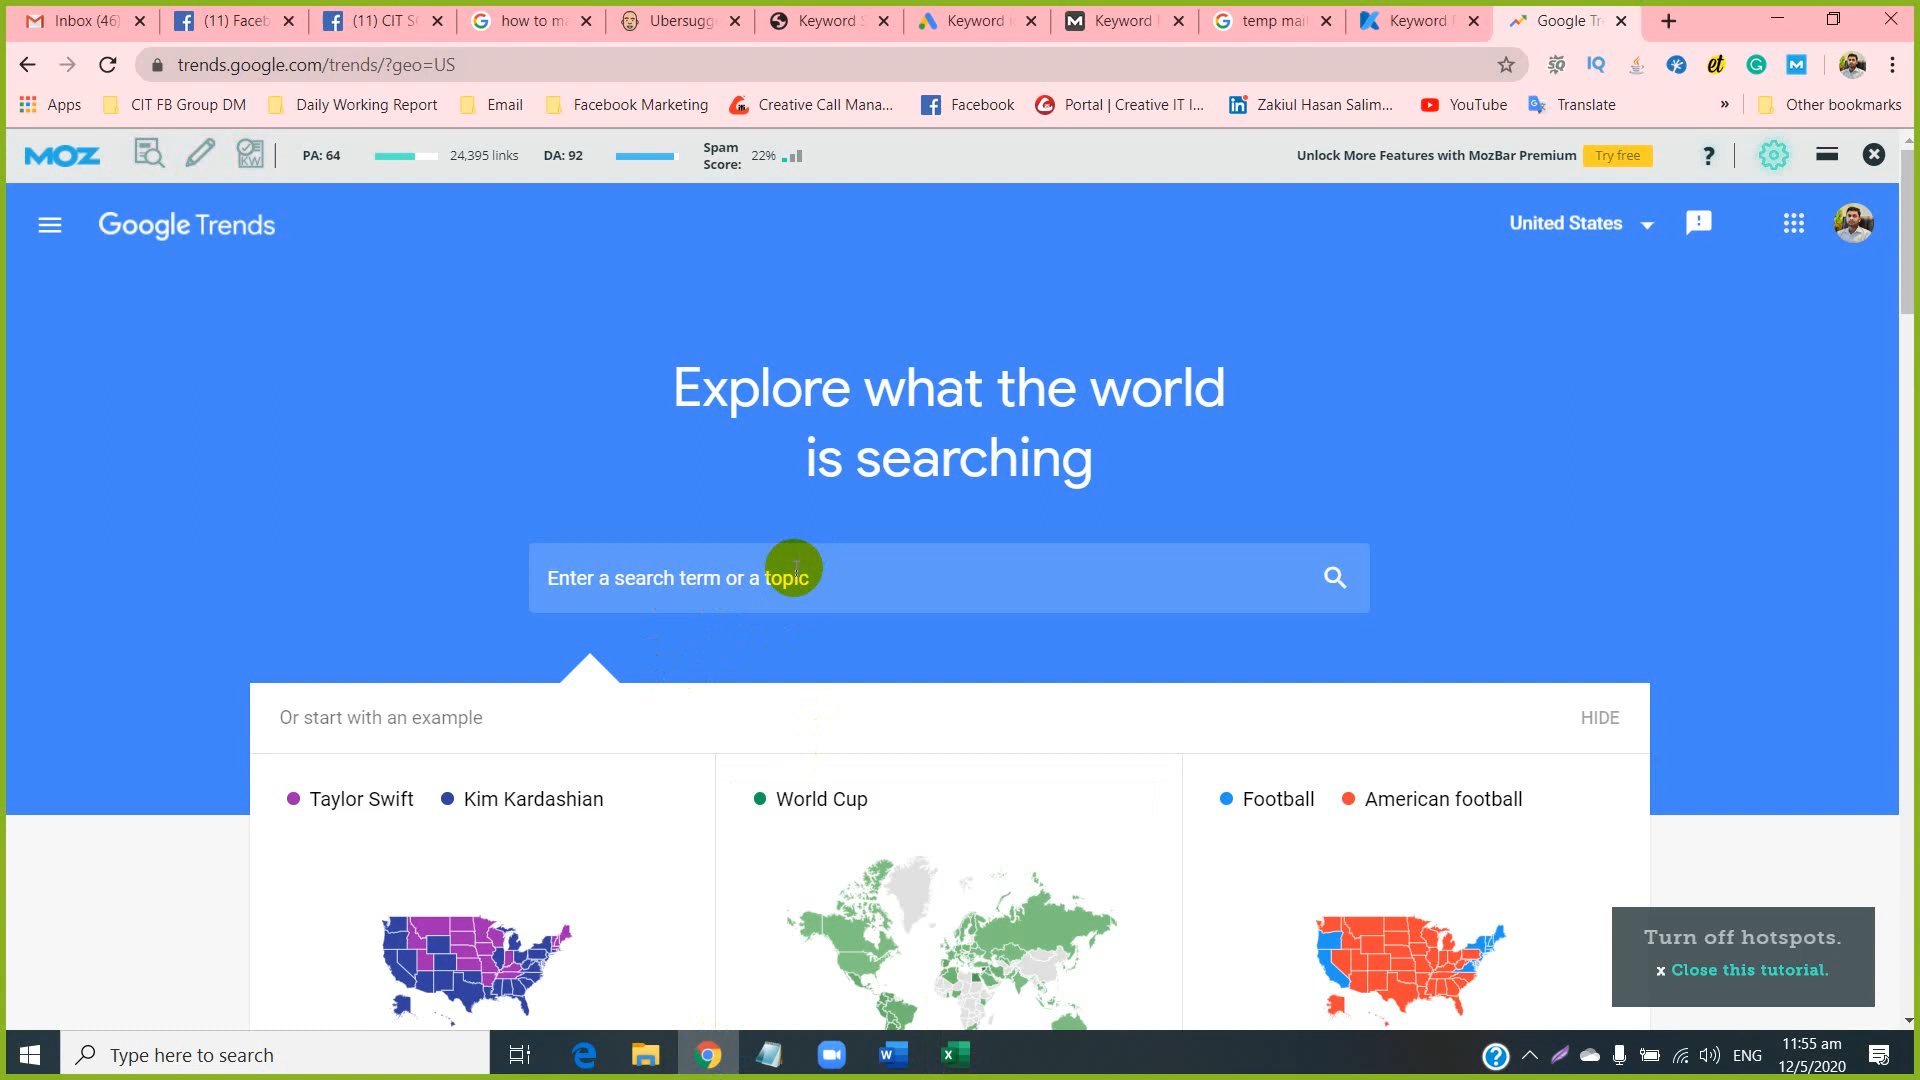 Inbox (46)
(11) Faceb
(11) CIT S
how to m
Ubersugg
Keyword S
Keyword
Keyword
temp mai
Keyword
Google Tr
trends.google.com/trends/?geo=US
Apps
CIT FB Group DM
Daily Working Report
Email
Facebook Marketing
Creative Call Mana...
Facebook
Portal | Creative IT I...
Zakiul Hasan Salim...
YouTube
Translate
»
Other bookmarks
MOZ
PA: 64
24,395 links
DA: 92
Spam
Score:
22%
Unlock More Features with MozBar Premium
Try free
?
Google Trends
United States
Explore what the world
is searching
Enter a search term or a topic
Or start with an example
HIDE
Taylor Swift
Kim Kardashian
World Cup
Football
American football
Turn off hotspots.
x Close this tutorial.
Type here to search
ENG
11:55 am
12/5/2020